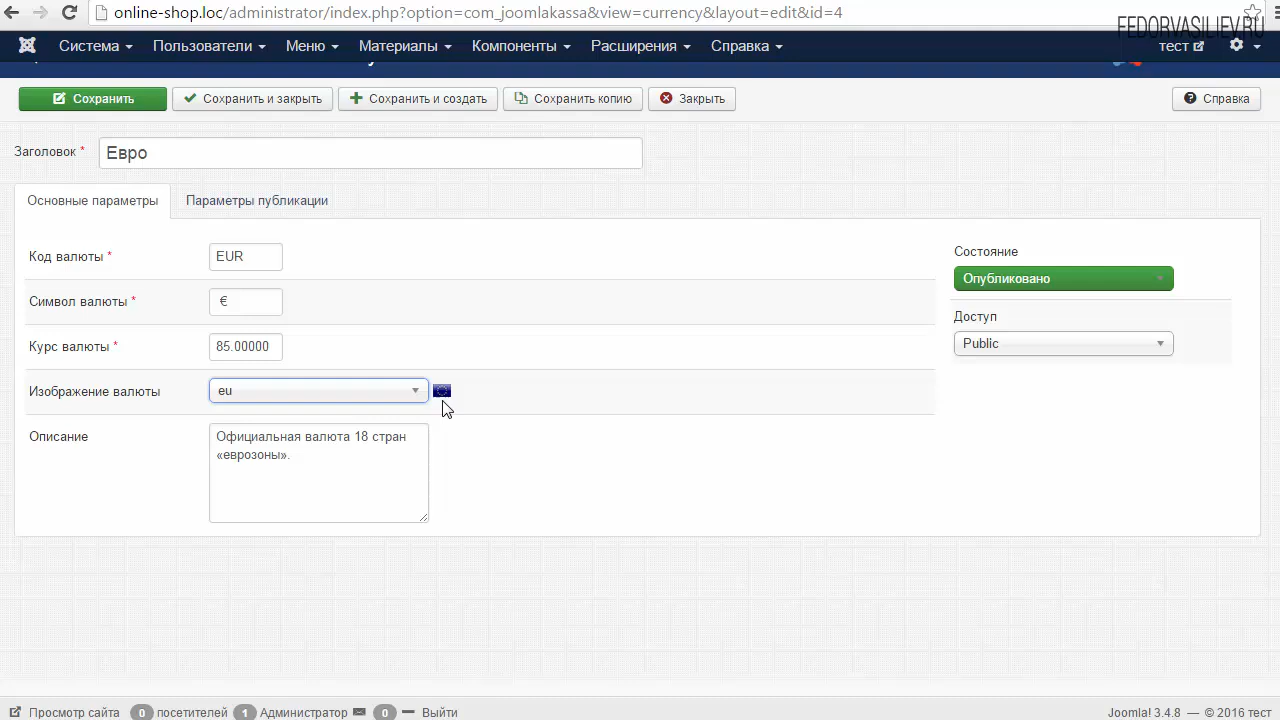 online-shop.loc/administrator/index.php?option=com_joomlakassa&view=currency&layout=edit&id=4
FEDORVASILIEV.RU
Система Пользователи Меню Материалы Компоненты Расширения Справка тест
Сохранить Сохранить и закрыть Сохранить и создать Сохранить копию Закрыть Справка
Заголовок * Евро
Основные параметры Параметры публикации
Код валюты * EUR
Символ валюты * €
Курс валюты * 85.00000
Изображение валюты eu
Описание Официальная валюта 18 стран
«еврозоны».
Состояние
Опубликовано
Доступ
Public
Просмотр сайта 0 посетителей 1 Администратор 0 Выйти Joomla! 3.4.8 — © 2016 тест